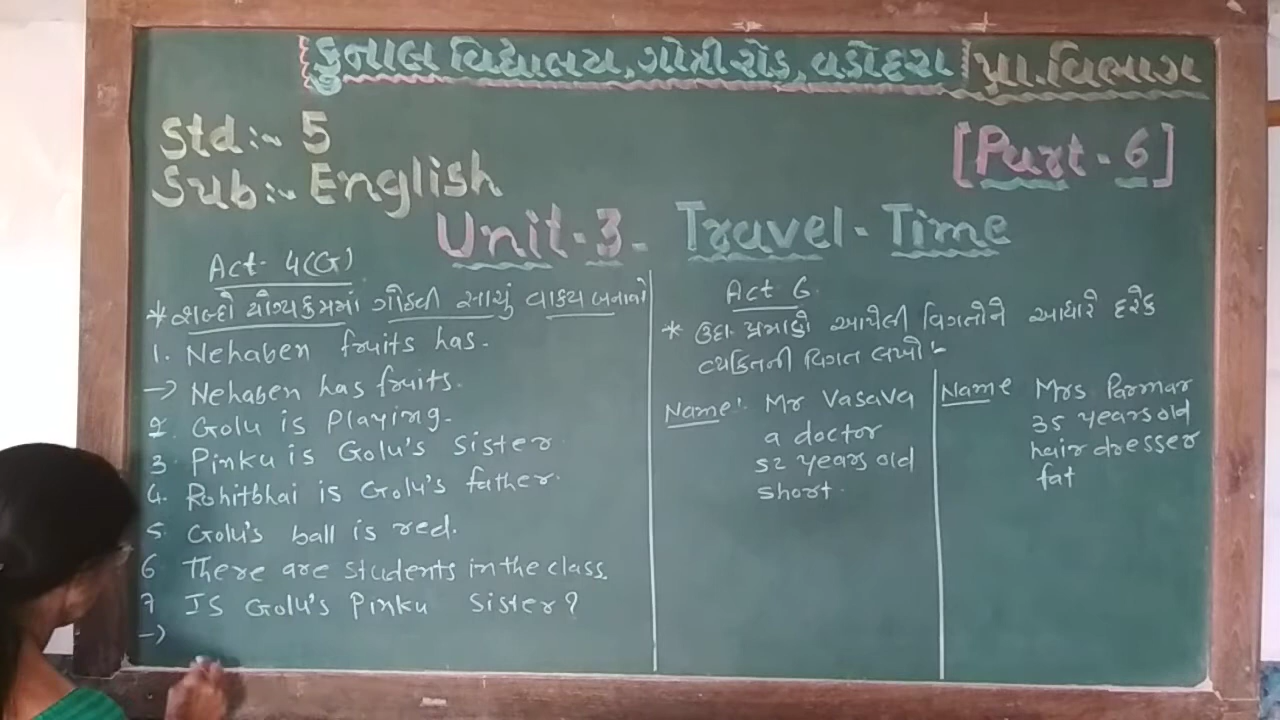 કુનાલ વિદ્યાલય, ગોત્રી રોડ, વડોદરા પ્રા. વિભાગ
Std:- 5
[Part - 6]
Sub:- English
Unit-3- Travel-Time
Act- 4(G)
* શબ્દો યોગ્ય ક્રમમાં ગોઠવી સાચું વાક્ય બનાવો
1. Nehaben fruits has.
-> Nehaben has fruits.
2. Golu is playing.
3. Pinku is Golu's sister.
4. Rohitbhai is Golu's father.
5. Golu's ball is red.
6 There are students in the class.
7 Is Golu's Pinku sister?
->
Act 6
* ઉદા. પ્રમાણે આપેલી વિગતોને આધારે દરેક
વ્યક્તિની વિગત લખો :-
Name: Mr Vasava
a doctor
52 years old
short.
Name Mrs Parmar
35 years old
hair dresser
fat